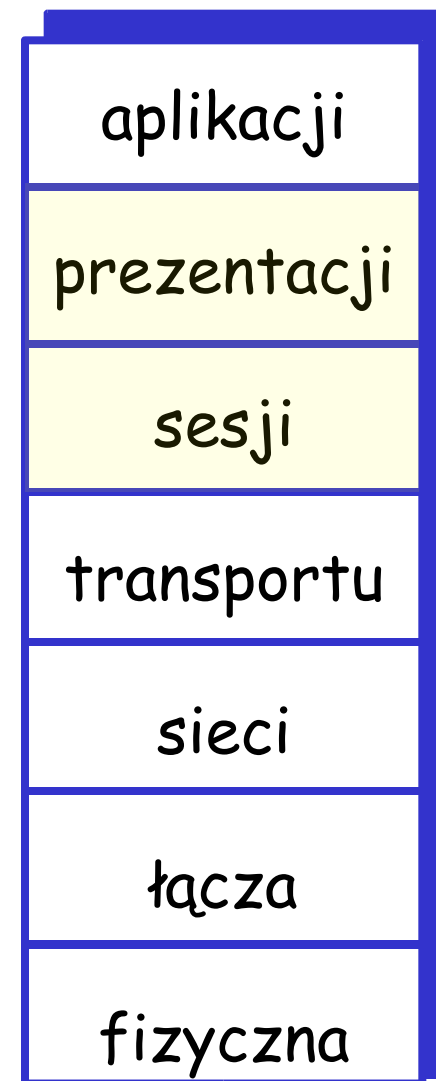 aplikacji
prezentacji
sesji
transportu
sieci
łącza
fizyczna